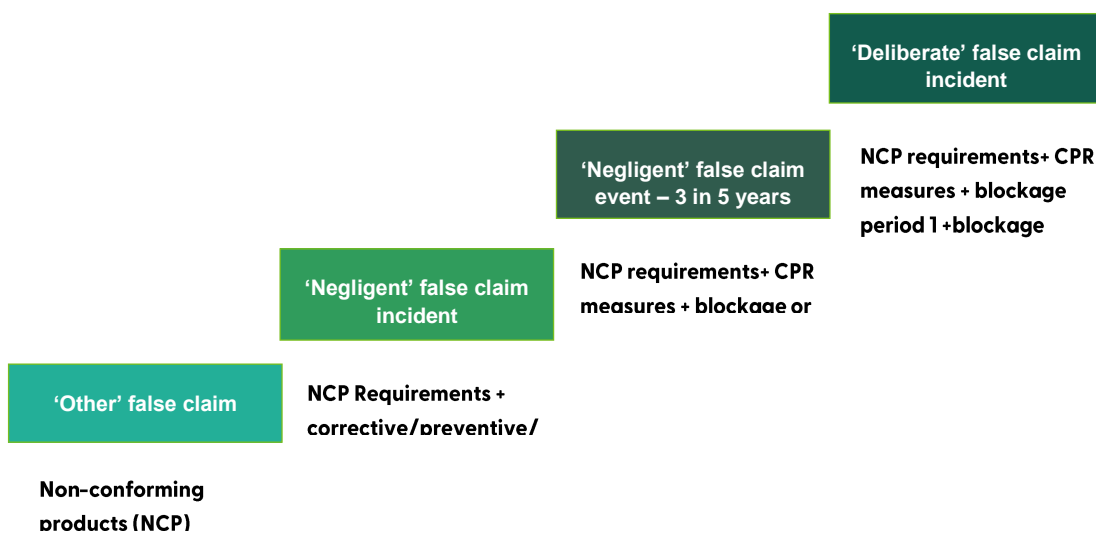 ‘Deliberate’ false claim
incident
NCP requirements+ CPR
measures + blockage
period 1 +blockage
‘Negligent’ false claim
event – 3 in 5 years
NCP requirements+ CPR
measures + blockage or
‘Negligent’ false claim
incident
NCP Requirements +
corrective/preventive/
‘Other’ false claim
Non-conforming
products (NCP)